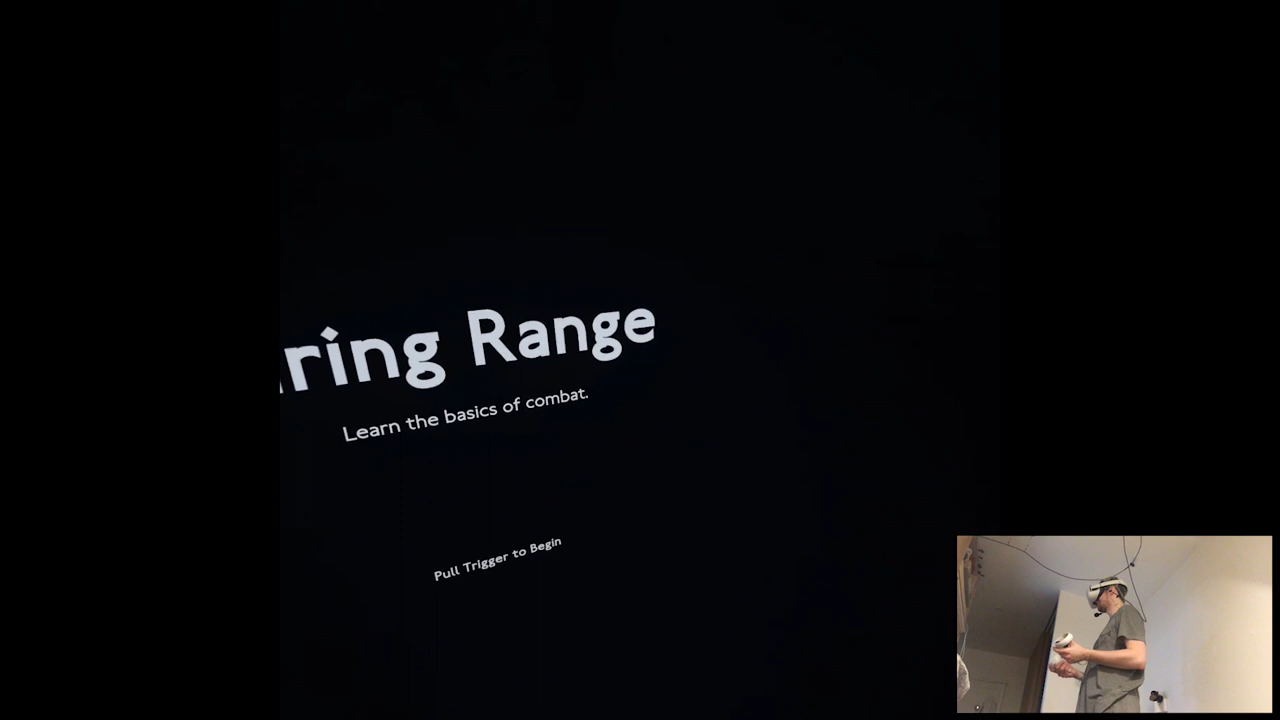 ring Range
Learn the basics of combat.
Pull Trigger to Begin